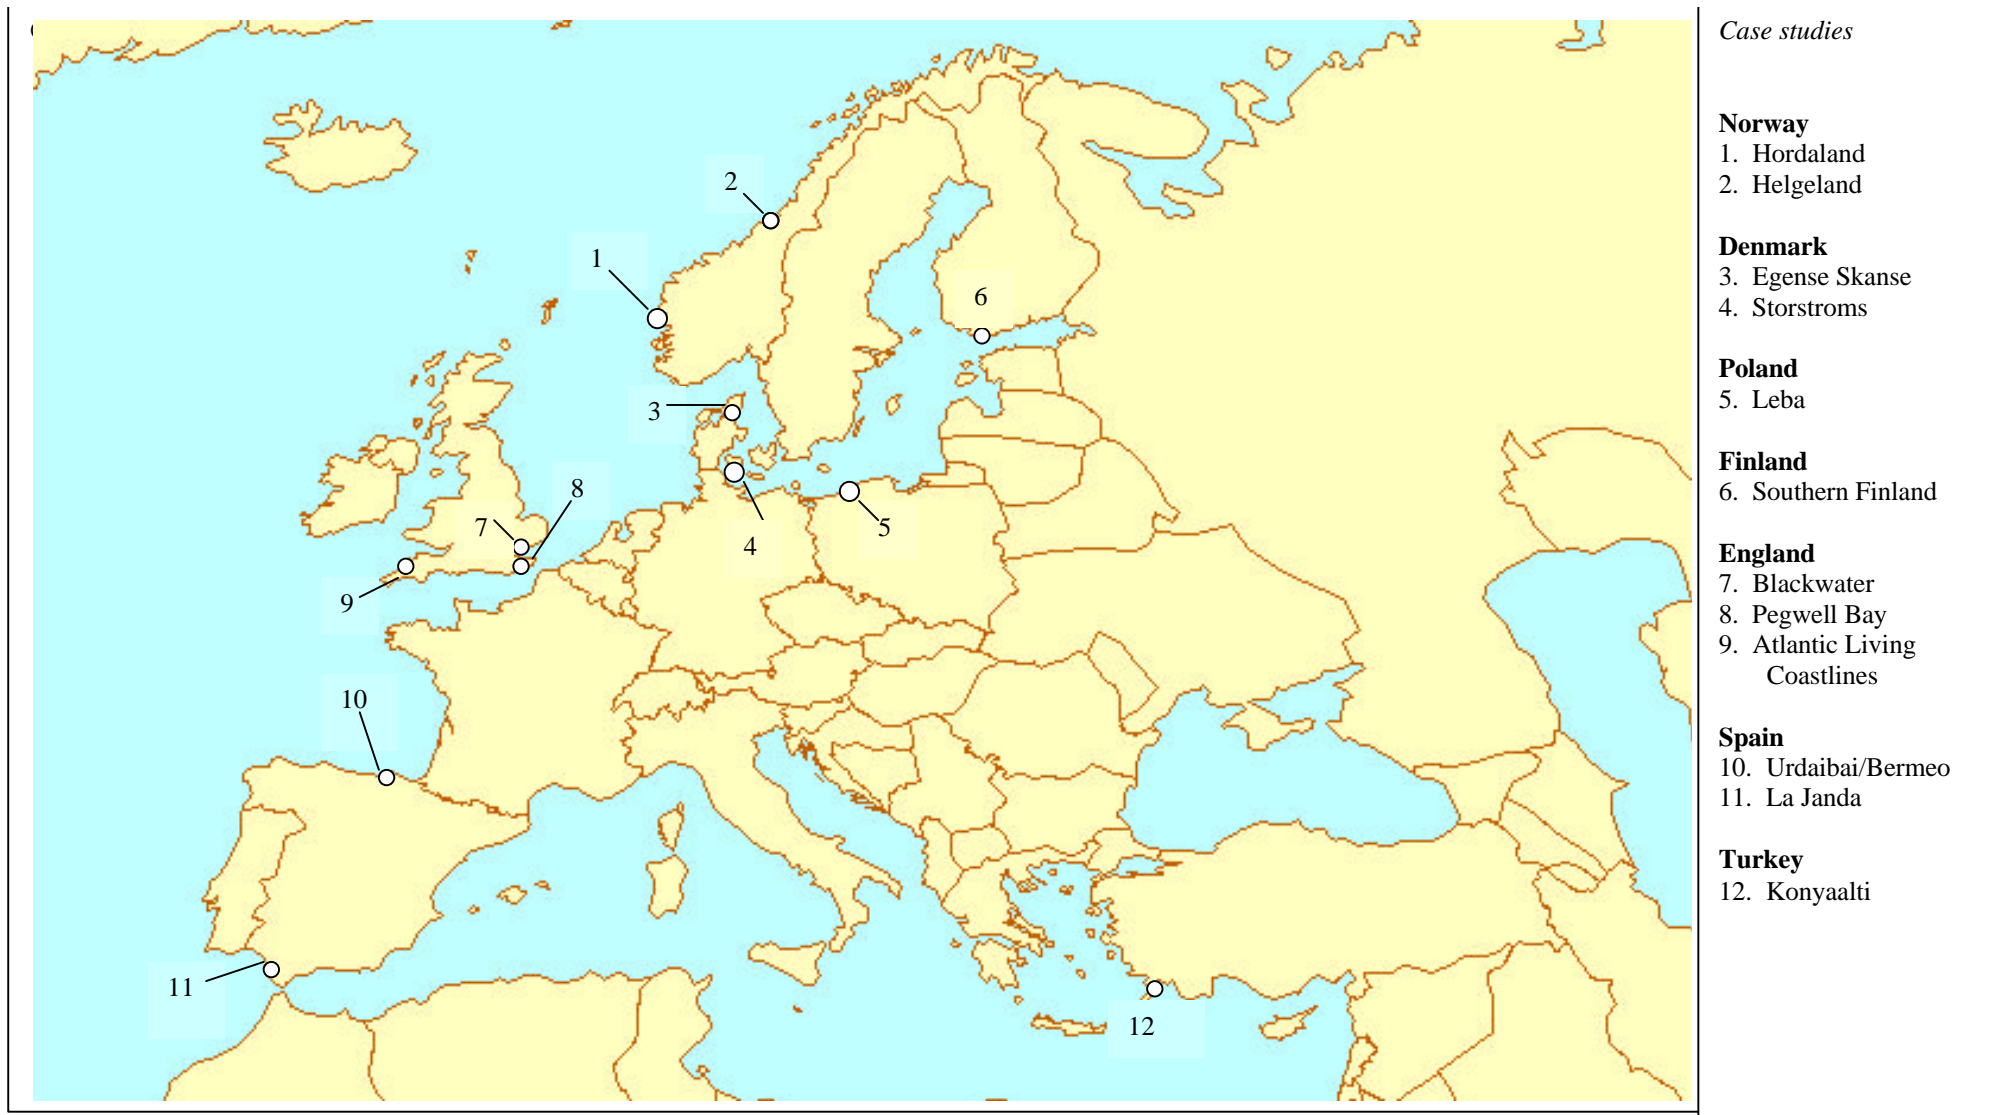 2
1
6
3
8
7
5
4
9
10
11
12
Case studies
Norway
1. Hordaland
2. Helgeland
Denmark
3. Egense Skanse
4. Storstroms
Poland
5. Leba
Finland
6. Southern Finland
England
7. Blackwater
8. Pegwell Bay
9. Atlantic Living
Coastlines
Spain
10. Urdaibai/Bermeo
11. La Janda
Turkey
12. Konyaalti